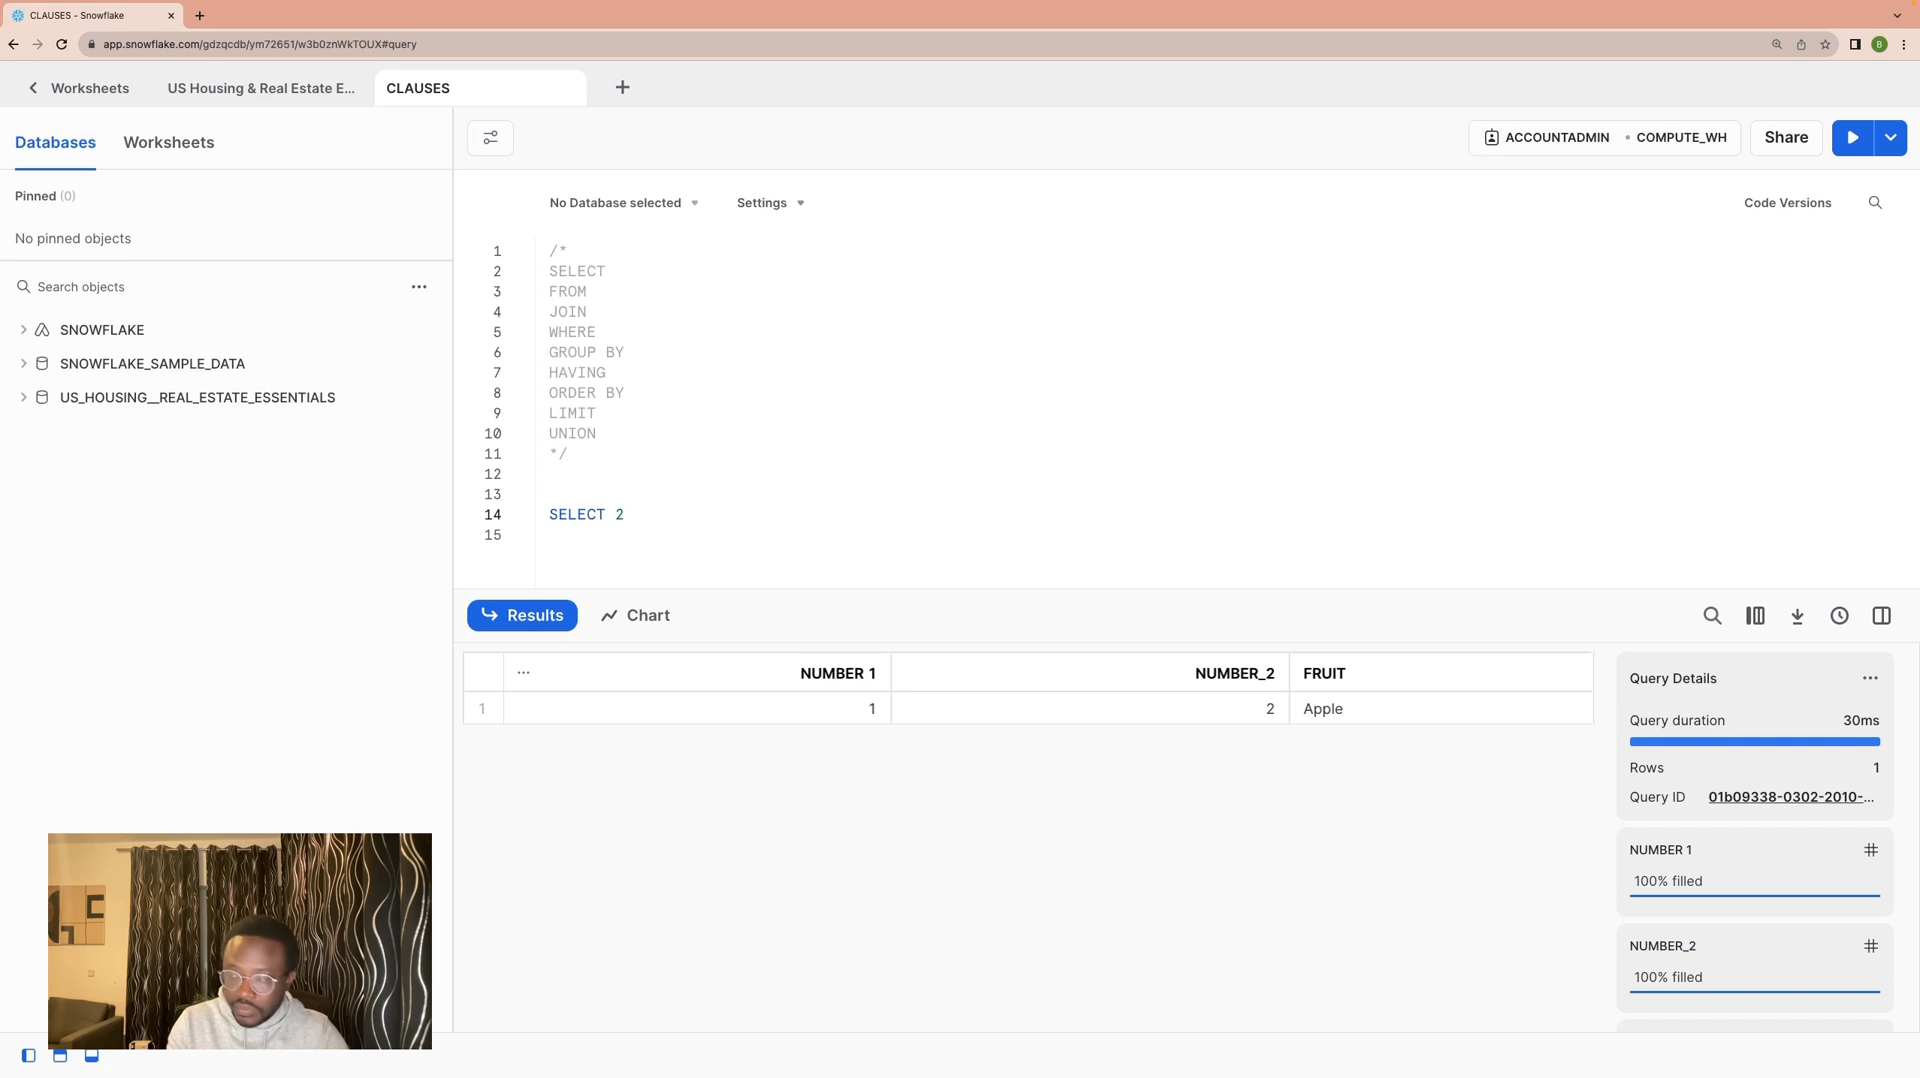 CLAUSES - Snowflake
app.snowflake.com/gdzqcdb/ym72651/w3b0znWkTOUX#query
B
Worksheets
US Housing & Real Estate E...
CLAUSES
Databases
Worksheets
ACCOUNTADMIN
COMPUTE_WH
Share
Pinned (0)
No pinned objects
Search objects
SNOWFLAKE
SNOWFLAKE_SAMPLE_DATA
US_HOUSING__REAL_ESTATE_ESSENTIALS
No Database selected
Settings
Code Versions
1 /*
2 SELECT
3 FROM
4 JOIN
5 WHERE
6 GROUP BY
7 HAVING
8 ORDER BY
9 LIMIT
10 UNION
11 */
12
13
14 SELECT 2
15
Results
Chart
... NUMBER 1 NUMBER_2 FRUIT
1 1 2 Apple
Query Details ...
Query duration 30ms
Rows 1
Query ID 01b09338-0302-2010-...
NUMBER 1 #
100% filled
NUMBER_2 #
100% filled